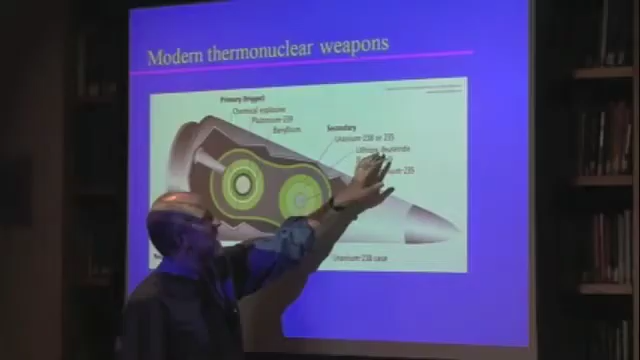 Modern thermonuclear weapons
Primary (trigger)
Chemical explosive
Plutonium-239
Beryllium
Secondary
Uranium-238 or 235
Lithium deuteride
-235
Uranium-238 case